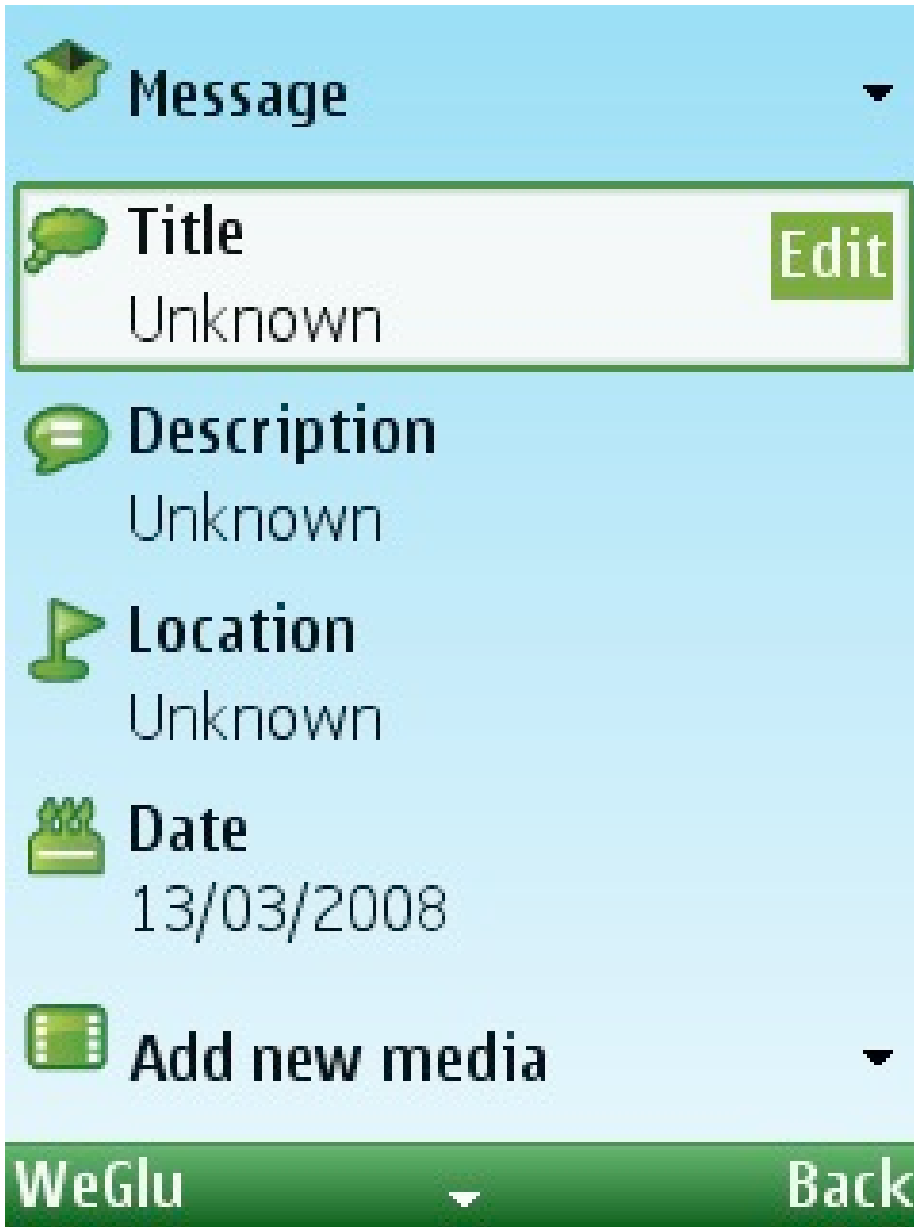 Message
Title
Edit
Unknown
Description
Unknown
Location
Unknown
Date
13/03/2008
Add new media
WeGlu
Back